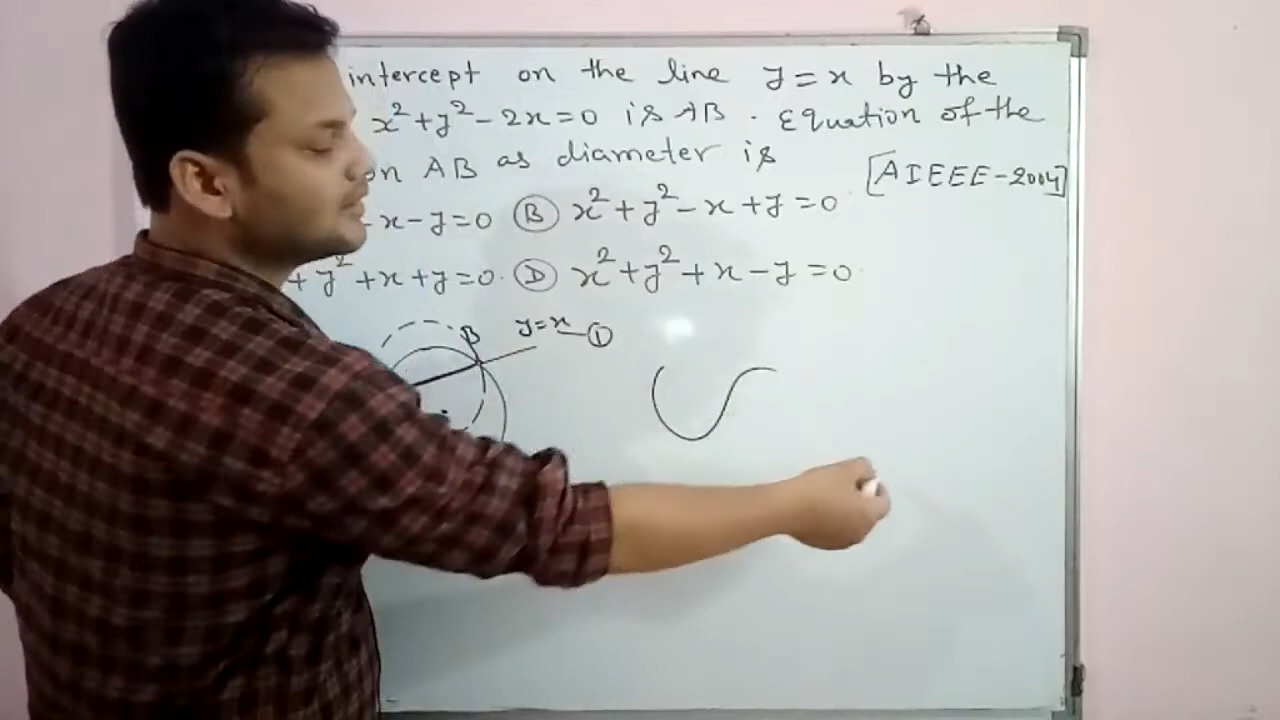 intercept on the line y=x by the
x²+y²-2x=0 is AB. Equation of the
on AB as diameter is
[AIEEE-2004]
-x-y=0 (B) x²+y²-x+y=0
+y²+x+y=0. (D) x²+y²+x-y=0
B y=x —①